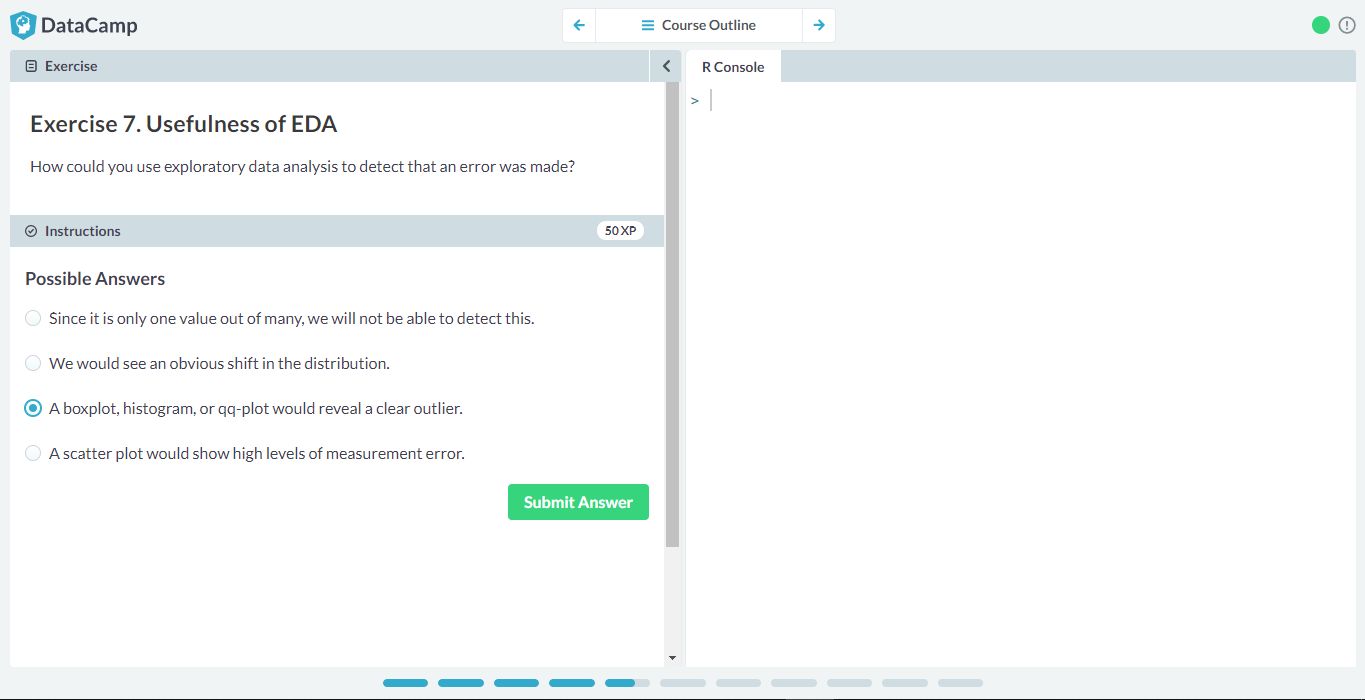 DataCamp
Course Outline
Exercise
R Console
Exercise 7. Usefulness of EDA
How could you use exploratory data analysis to detect that an error was made?
Instructions
50 XP
Possible Answers
Since it is only one value out of many, we will not be able to detect this.
We would see an obvious shift in the distribution.
A boxplot, histogram, or qq-plot would reveal a clear outlier.
A scatter plot would show high levels of measurement error.
Submit Answer
>